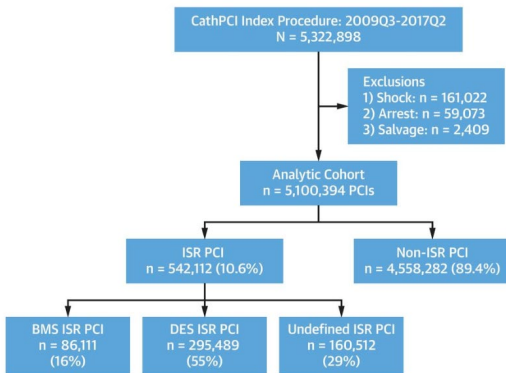 CathPCI Index Procedure: 2009Q3-2017Q2
N = 5,322,898
Exclusions
1) Shock: n = 161,022
2) Arrest: n = 59,073
3) Salvage: n = 2,409
Analytic Cohort
n = 5,100,394 PCIs
ISR PCI
n = 542,112 (10.6%)
Non-ISR PCI
n = 4,558,282 (89.4%)
BMS ISR PCI
n = 86,111
(16%)
DES ISR PCI
n = 295,489
(55%)
Undefined ISR PCI
n = 160,512
(29%)